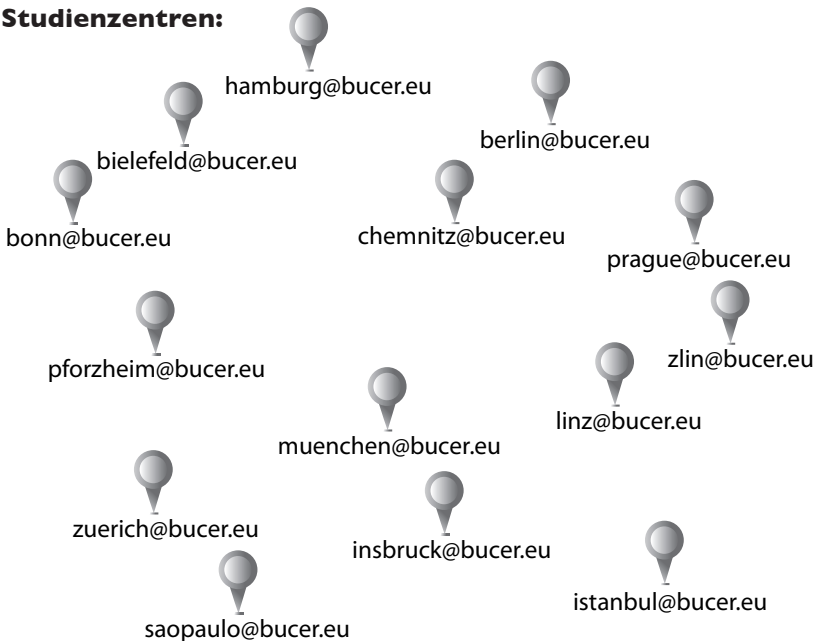 Studienzentren:
hamburg@bucer.eu
berlin@bucer.eu
bielefeld@bucer.eu
bonn@bucer.eu
chemnitz@bucer.eu
prague@bucer.eu
zlin@bucer.eu
pforzheim@bucer.eu
linz@bucer.eu
muenchen@bucer.eu
zuerich@bucer.eu
insbruck@bucer.eu
istanbul@bucer.eu
saopaulo@bucer.eu